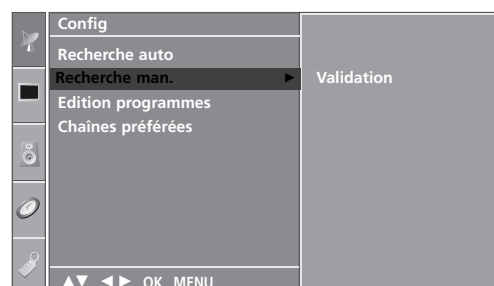 Config
Recherche auto
Recherche man. ► Validation
Edition programmes
Chaînes préférées
▲▼ ◄► OK MENU